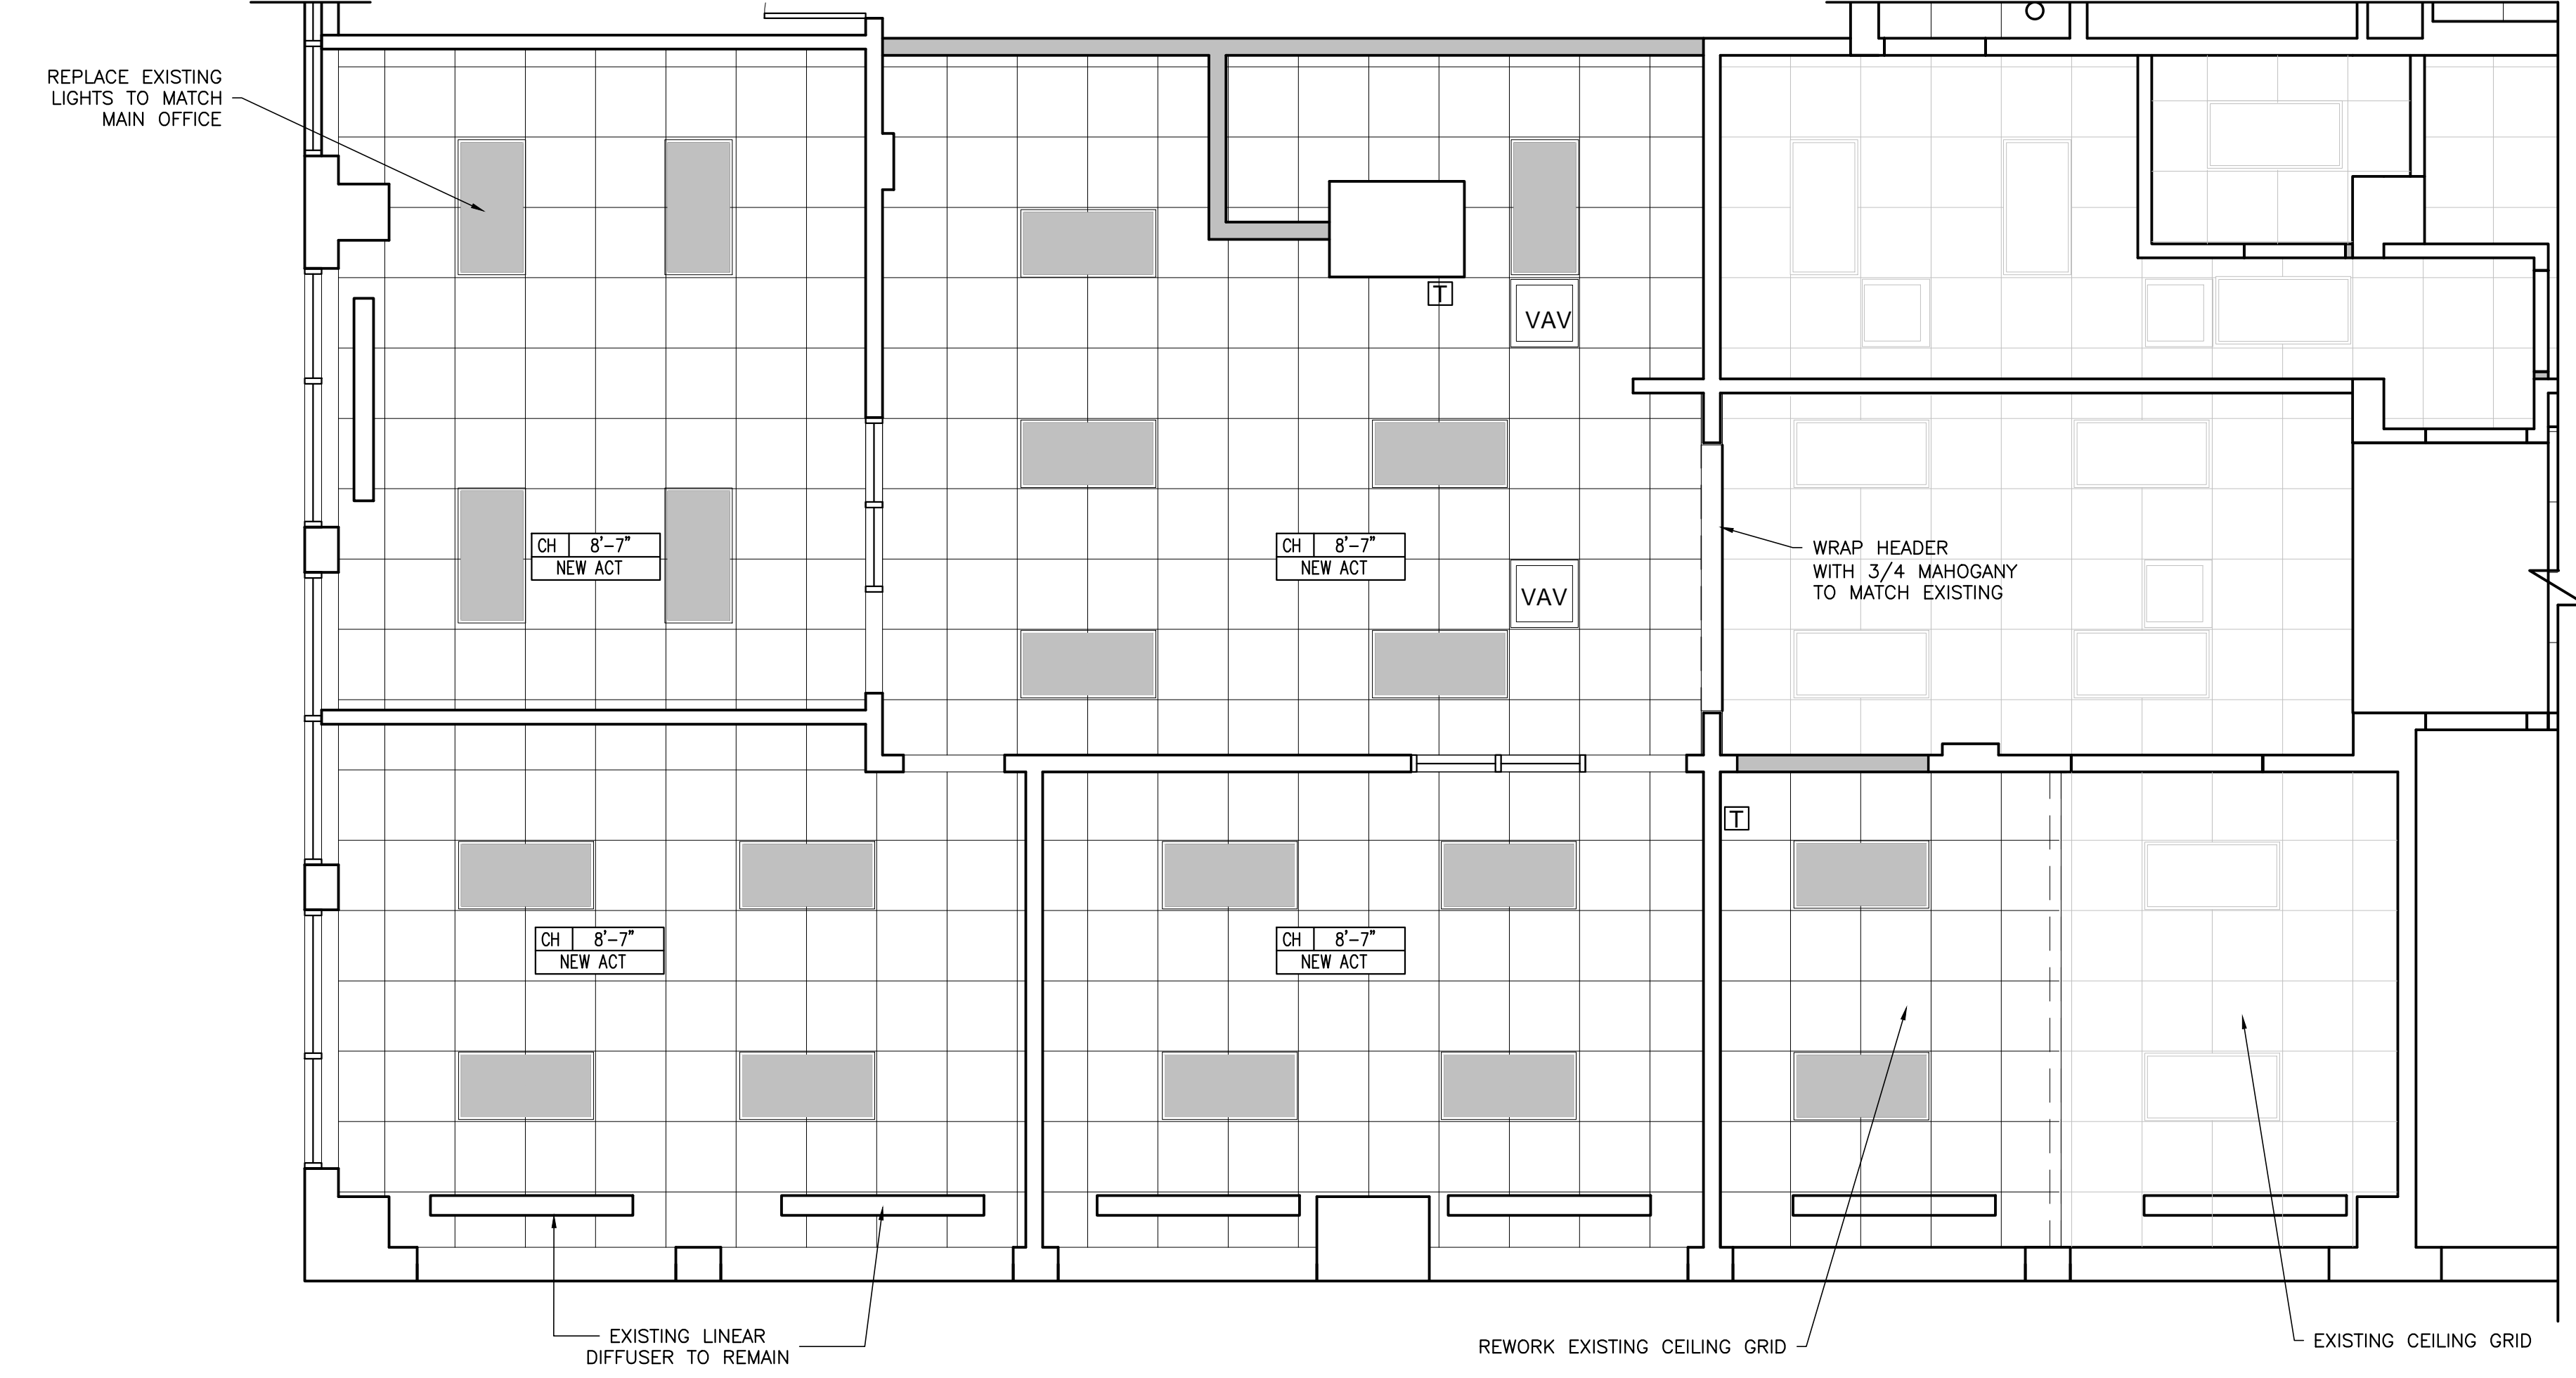 REPLACE EXISTING
LIGHTS TO MATCH
MAIN OFFICE
T
VAV
CH 8'-7"
NEW ACT
CH 8'-7"
NEW ACT
VAV
WRAP HEADER
WITH 3/4 MAHOGANY
TO MATCH EXISTING
T
CH 8'-7"
NEW ACT
CH 8'-7"
NEW ACT
EXISTING LINEAR
DIFFUSER TO REMAIN
REWORK EXISTING CEILING GRID
EXISTING CEILING GRID